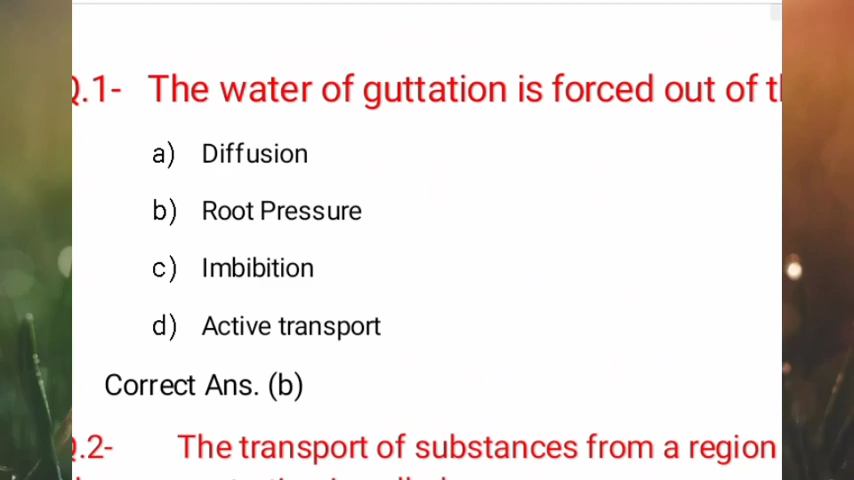 Q.1- The water of guttation is forced out of
a) Diffusion
b) Root Pressure
c) Imbibition
d) Active transport
Correct Ans. (b)
Q.2- The transport of substances from a region